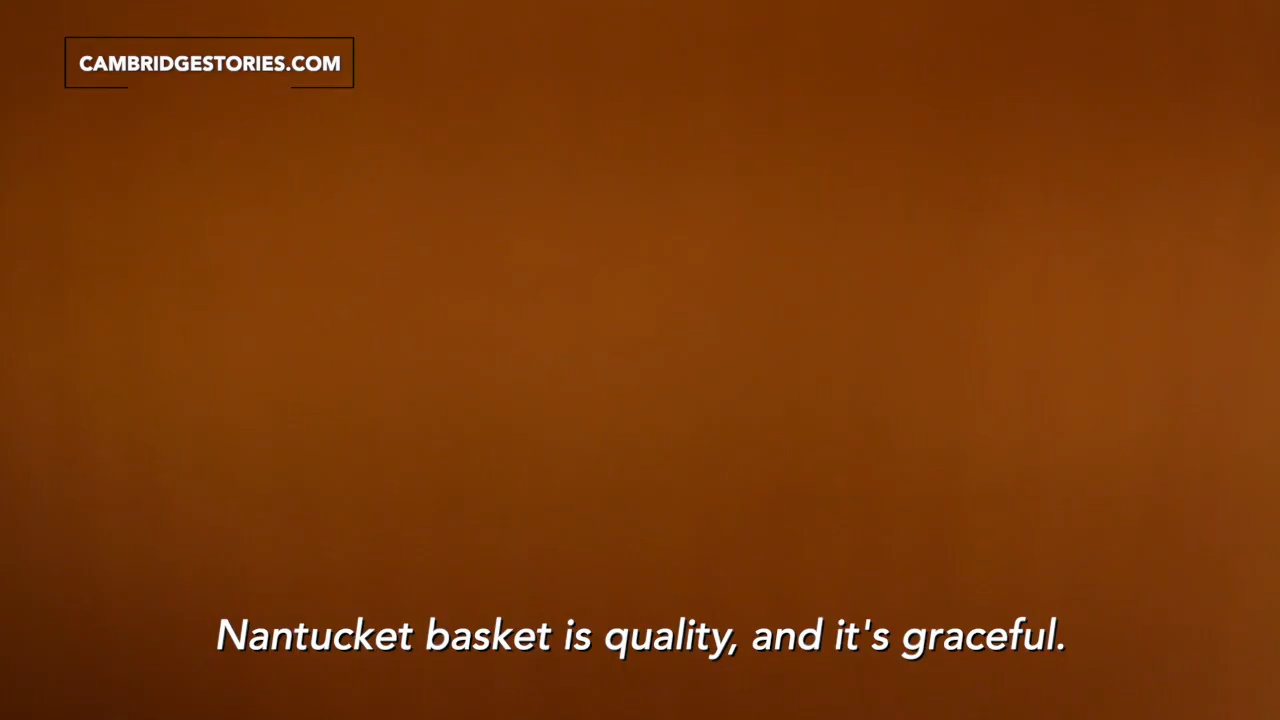 CAMBRIDGESTORIES.COM
Nantucket basket is quality, and it's graceful.